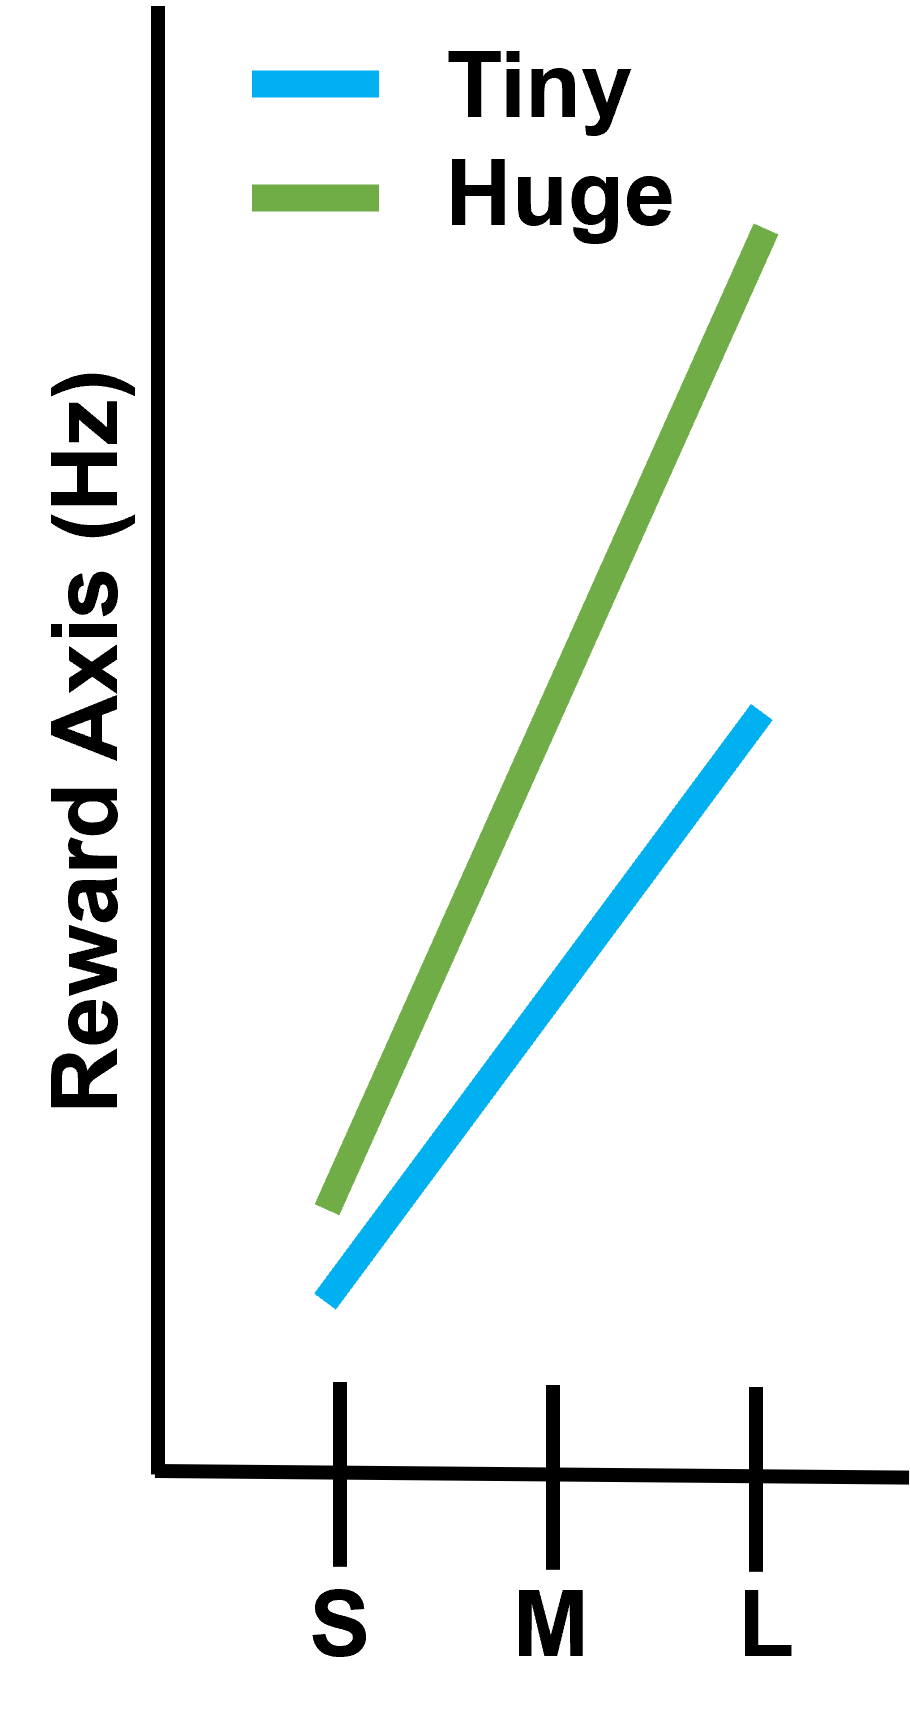 Tiny
Huge
Reward Axis (Hz)
S M L